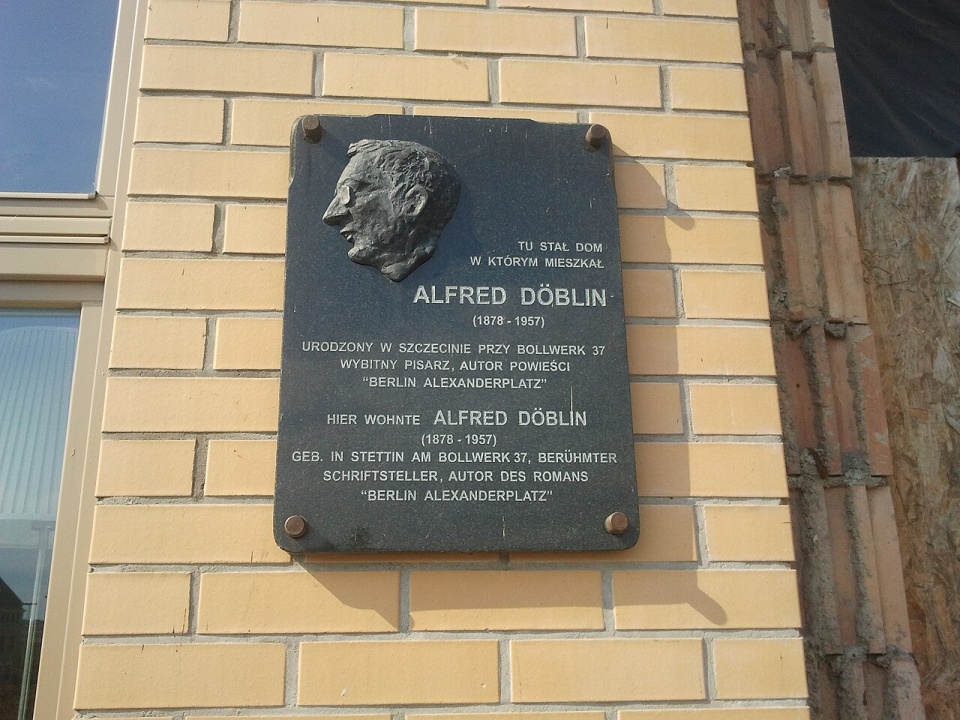 TU STAŁ DOM
W KTÓRYM MIESZKAŁ
ALFRED DÖBLIN
(1878 - 1957)
URODZONY W SZCZECINIE PRZY BOLLWERK 37
WYBITNY PISARZ, AUTOR POWIEŚCI
“BERLIN ALEXANDERPLATZ”
HIER WOHNTE ALFRED DÖBLIN
(1878 - 1957)
GEB. IN STETTIN AM BOLLWERK 37, BERÜHMTER
SCHRIFTSTELLER, AUTOR DES ROMANS
“BERLIN ALEXANDERPLATZ”